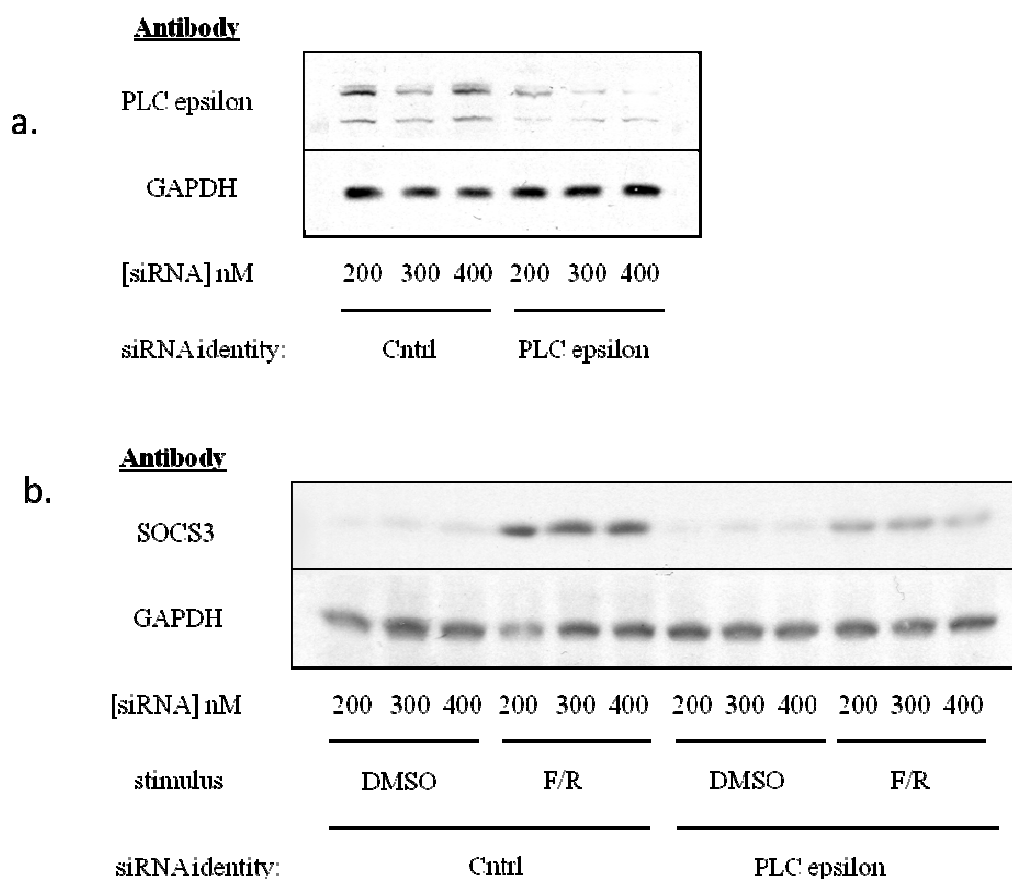 Antibody
a.
PLC epsilon
GAPDH
[siRNA] nM 200 300 400 200 300 400
siRNA identity: Cntrl PLC epsilon
Antibody
b.
SOCS3
GAPDH
[siRNA] nM 200 300 400 200 300 400 200 300 400 200 300 400
stimulus DMSO F/R DMSO F/R
siRNA identity: Cntrl PLC epsilon